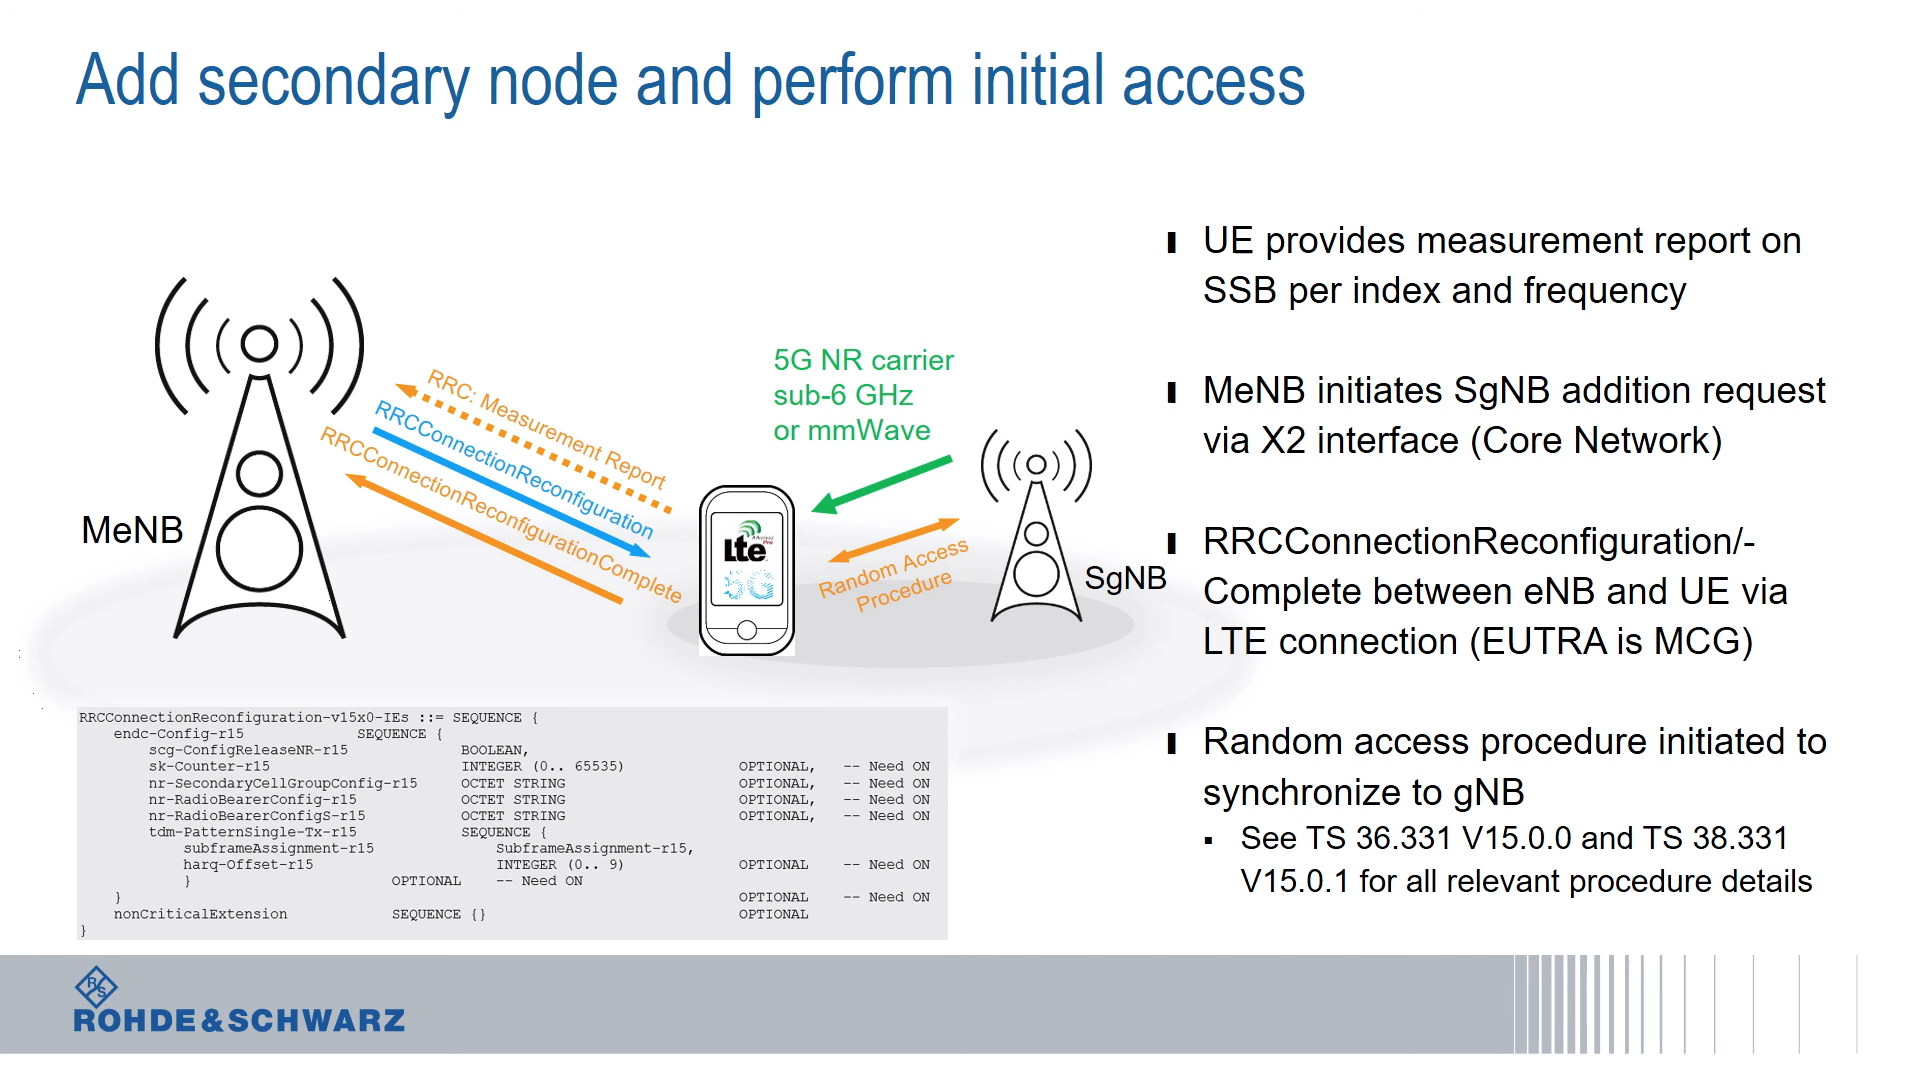 Add secondary node and perform initial access
UE provides measurement report on
SSB per index and frequency
MeNB initiates SgNB addition request
via X2 interface (Core Network)
RRCConnectionReconfiguration/-
Complete between eNB and UE via
LTE connection (EUTRA is MCG)
Random access procedure initiated to
synchronize to gNB
See TS 36.331 V15.0.0 and TS 38.331
V15.0.1 for all relevant procedure details
MeNB
RRC: Measurement Report
RRCConnectionReconfiguration
RRCConnectionReconfigurationComplete
5G NR carrier
sub-6 GHz
or mmWave
Lte
Advanced
Pro
5G
Random Access
Procedure
SgNB
RRCConnectionReconfiguration-v15x0-IEs ::= SEQUENCE {
endc-Config-r15 SEQUENCE {
scg-ConfigReleaseNR-r15 BOOLEAN,
sk-Counter-r15 INTEGER (0.. 65535) OPTIONAL, -- Need ON
nr-SecondaryCellGroupConfig-r15 OCTET STRING OPTIONAL, -- Need ON
nr-RadioBearerConfig-r15 OCTET STRING OPTIONAL, -- Need ON
nr-RadioBearerConfigS-r15 OCTET STRING OPTIONAL, -- Need ON
tdm-PatternSingle-Tx-r15 SEQUENCE {
subframeAssignment-r15 SubframeAssignment-r15,
harq-Offset-r15 INTEGER (0.. 9) OPTIONAL -- Need ON
} OPTIONAL -- Need ON
} OPTIONAL -- Need ON
nonCriticalExtension SEQUENCE {} OPTIONAL
}
R S
ROHDE&SCHWARZ